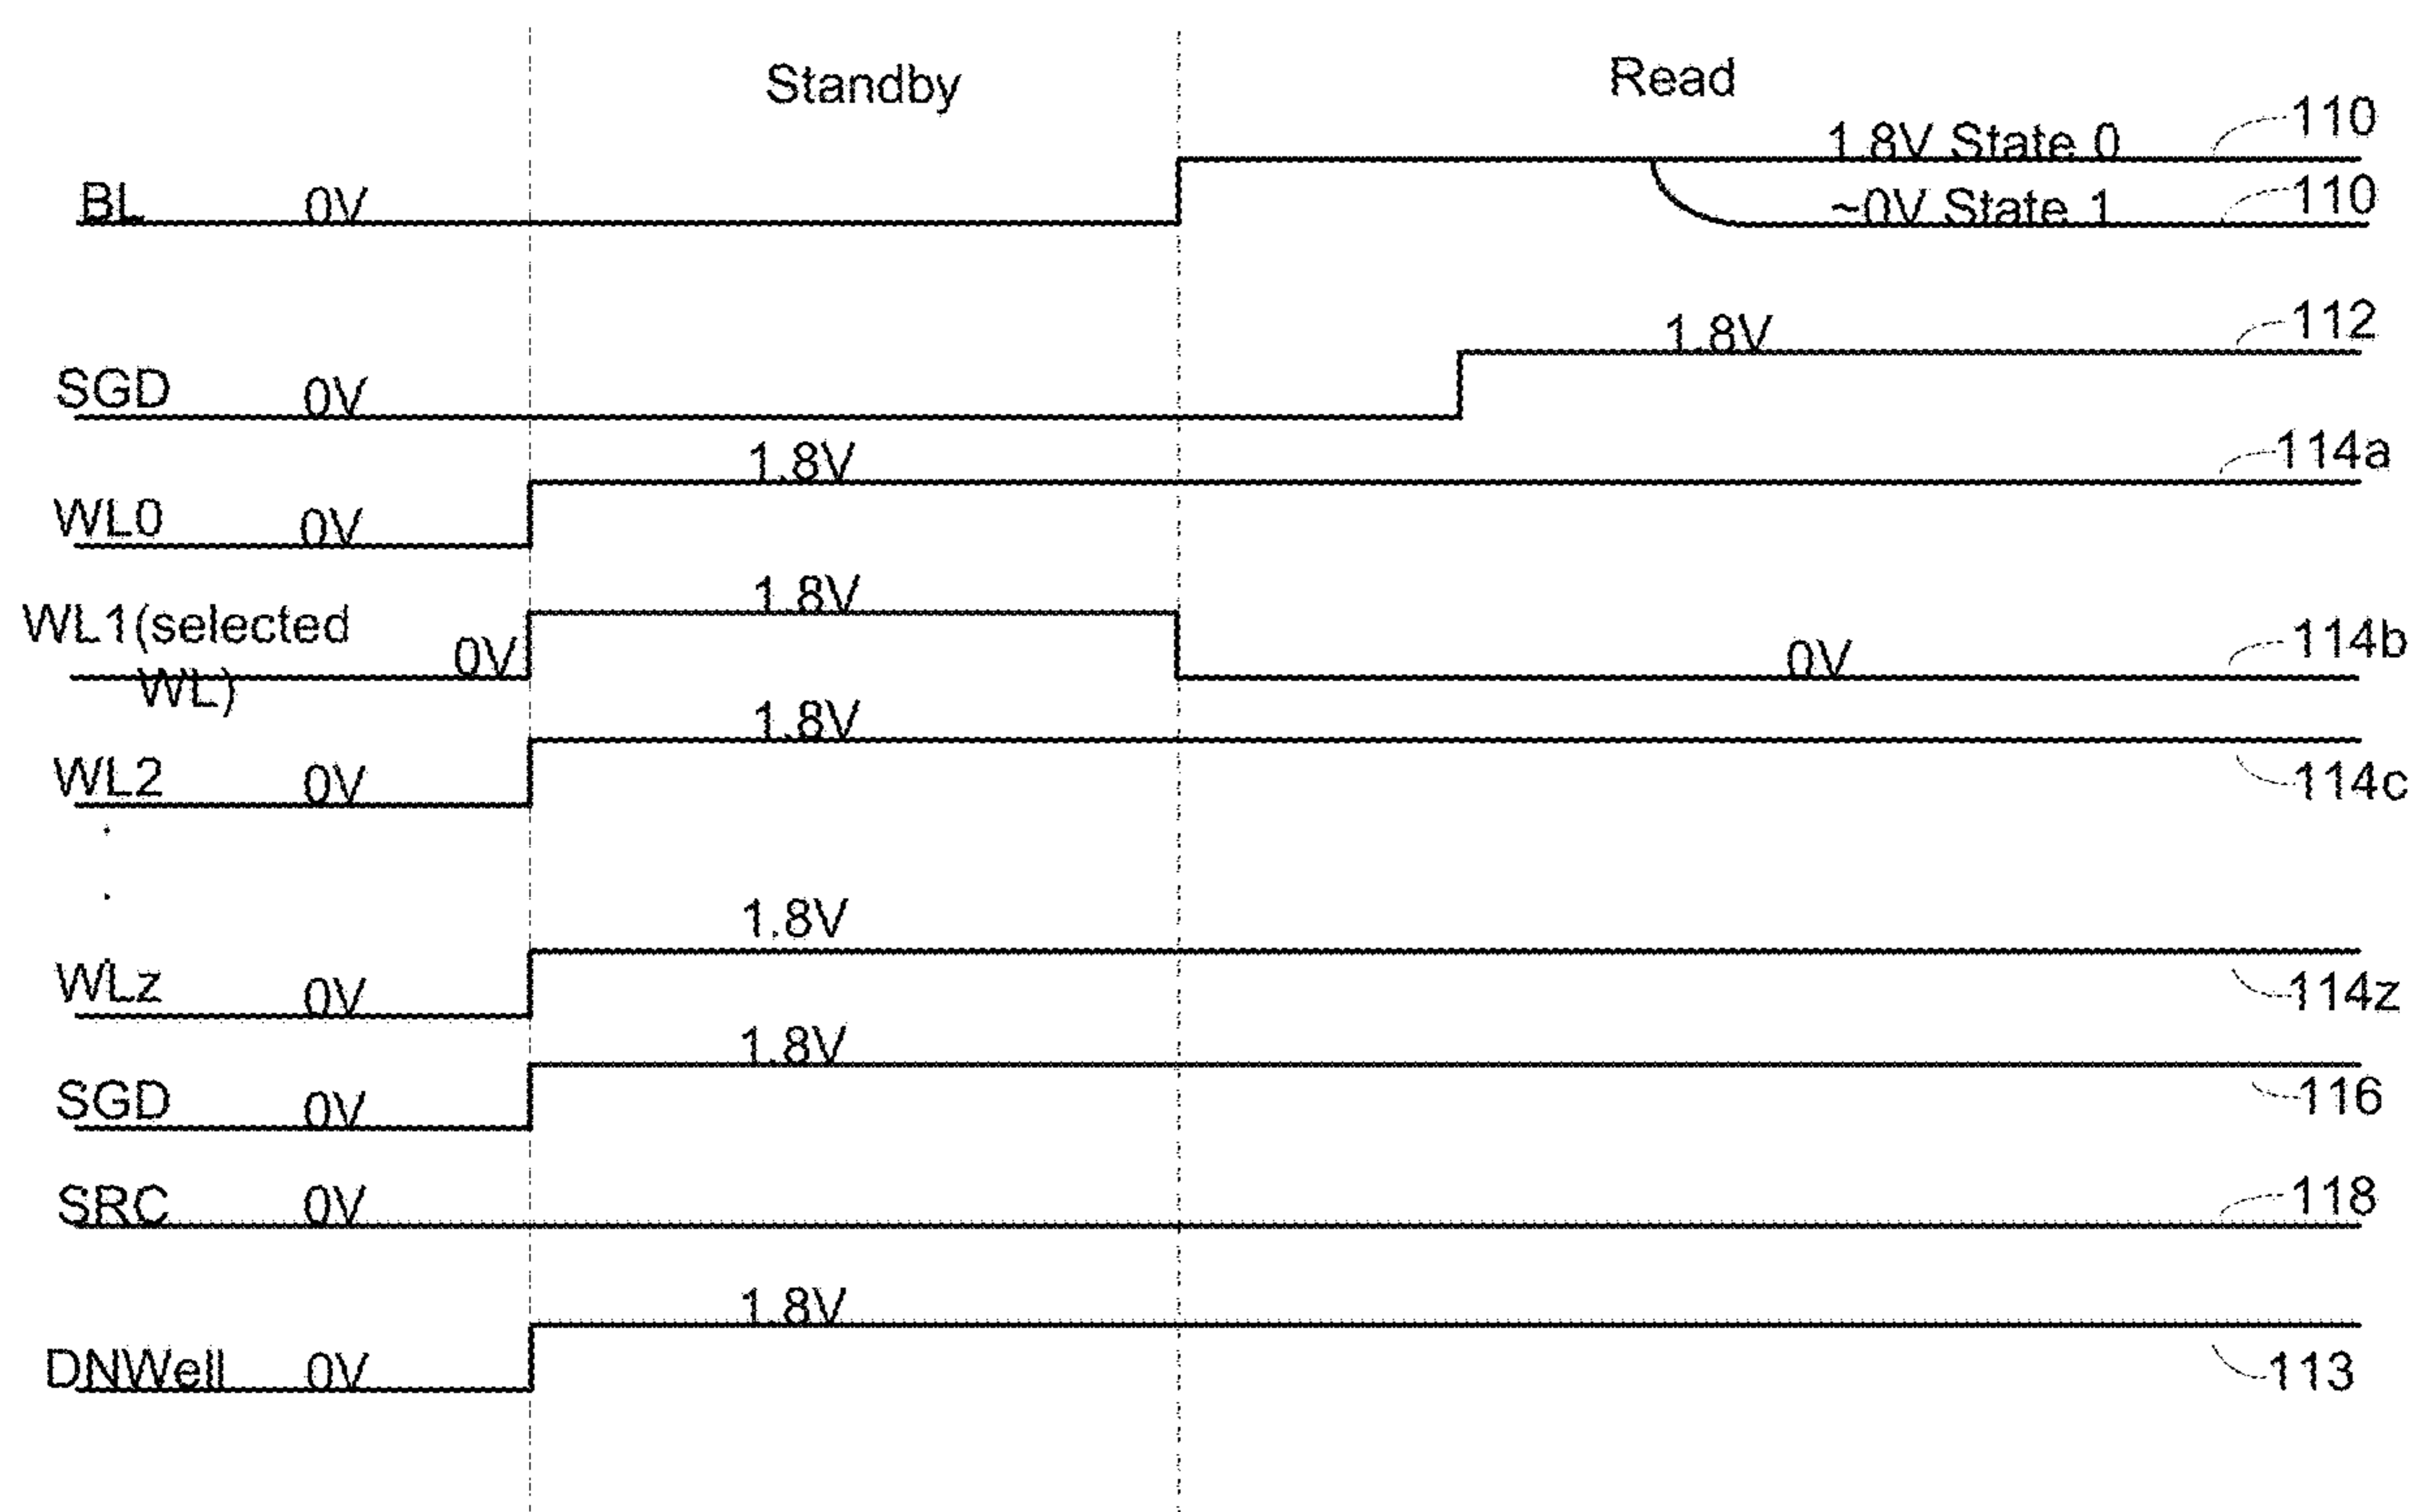 Standby
Read
1.8V State 0
110
BL
0V
~0V State 1
110
1.8V
112
SGD
0V
1.8V
114a
WL0
0V
1.8V
WL1(selected
WL)
0V
0V
114b
1.8V
WL2
0V
114c
.
.
1.8V
WLz
0V
114z
1.8V
SGD
0V
116
SRC
0V
118
1.8V
DNWell
0V
113